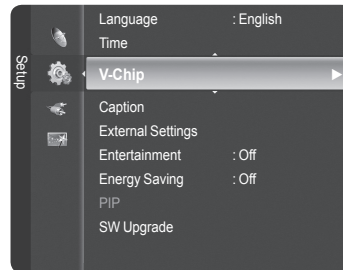 Setup
Language : English
Time
V-Chip
Caption
External Settings
Entertainment : Off
Energy Saving : Off
PIP
SW Upgrade